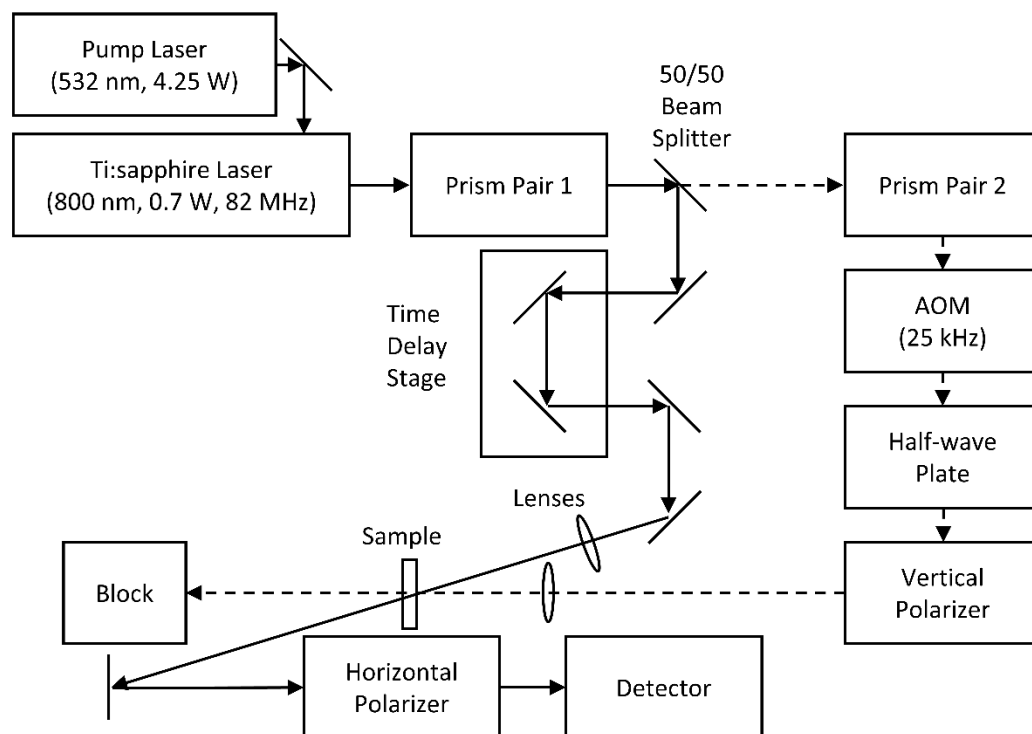 Pump Laser
(532 nm, 4.25 W)
50/50
Beam
Splitter
Ti:sapphire Laser
(800 nm, 0.7 W, 82 MHz)
Prism Pair 1
Prism Pair 2
Time
Delay
Stage
AOM
(25 kHz)
Half-wave
Plate
Lenses
Sample
Block
Vertical
Polarizer
Horizontal
Polarizer
Detector